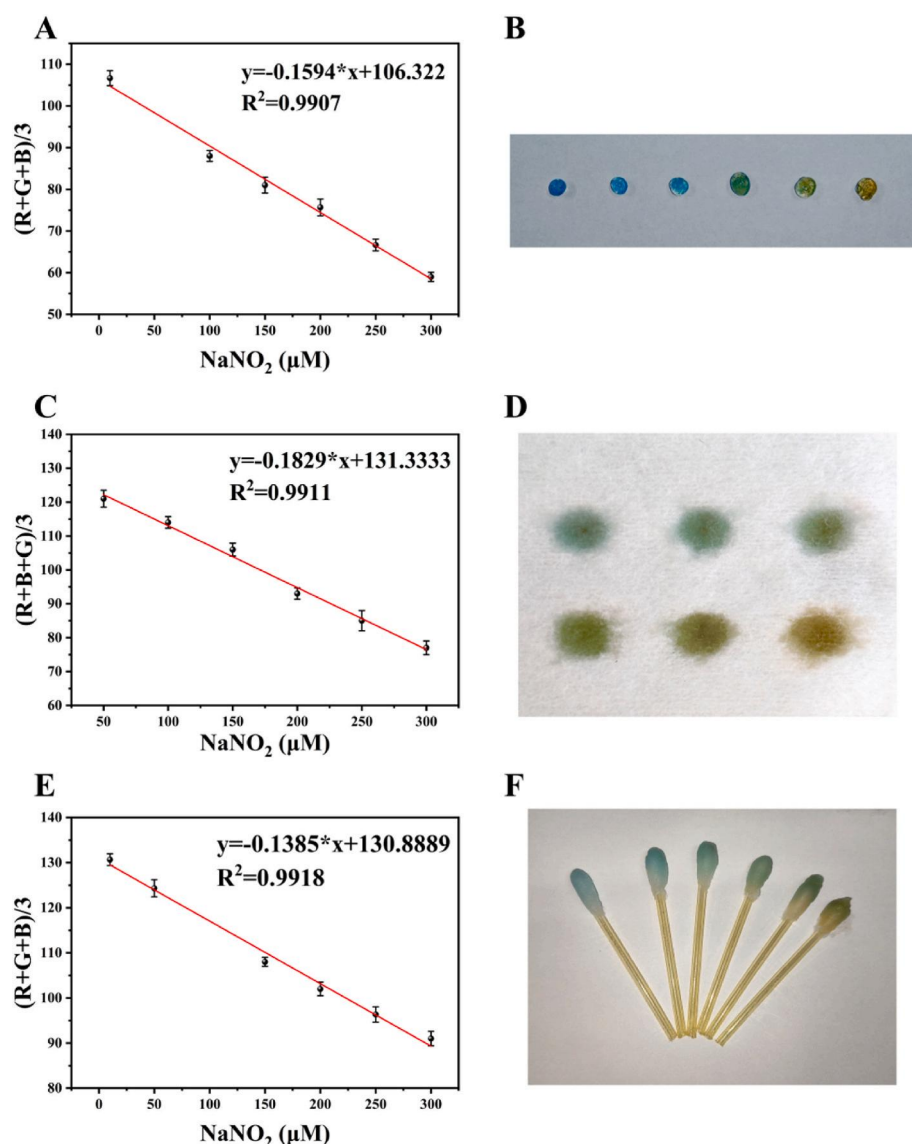 A
y=-0.1594*x+106.322
R²=0.9907
(R+G+B)/3
110
100
90
80
70
60
50
0
50
100
150
200
250
300
NaNO₂ (μM)
B
C
y=-0.1829*x+131.3333
R²=0.9911
(R+B+G)/3
140
130
120
110
100
90
80
70
60
50
100
150
200
250
300
NaNO₂ (μM)
D
E
y=-0.1385*x+130.8889
R²=0.9918
(R+G+B)/3
140
130
120
110
100
90
80
0
50
100
150
200
250
300
NaNO₂ (μM)
F